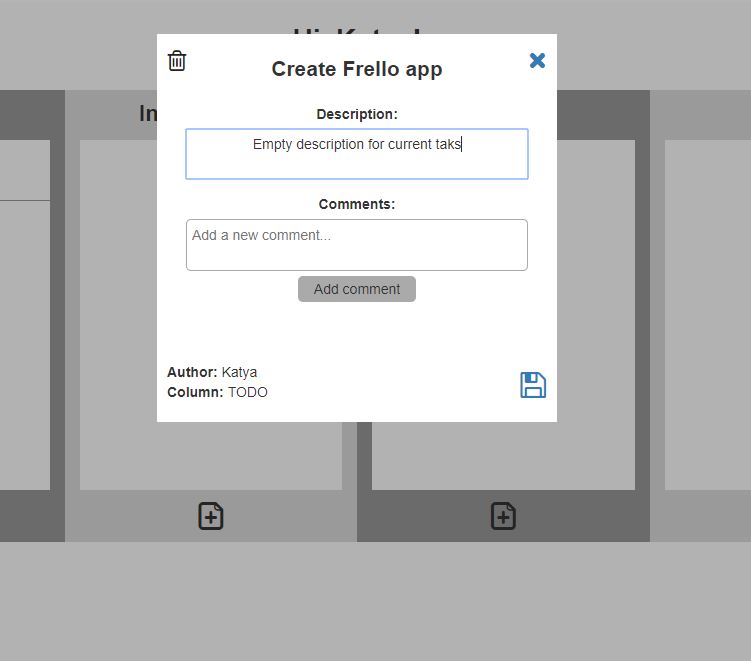 Create Frello app
Description:
Empty description for current taks
Comments:
Add a new comment...
Add comment
Author: Katya
Column: TODO